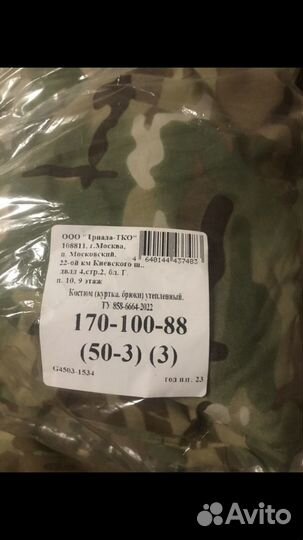 ООО "Триада-ТКО"
108811, г.Москва,
п. Московский,
22-ой км Киевского ш.,
двлд 4,стр.2, бл. Г
п. 10, 9 этаж
4 640144 437483
Костюм (куртка, брюки) утепленный.
ТУ 858-6664-2022
170-100-88
(50-3) (3)
G4503-1534
год вып. 23
Avito